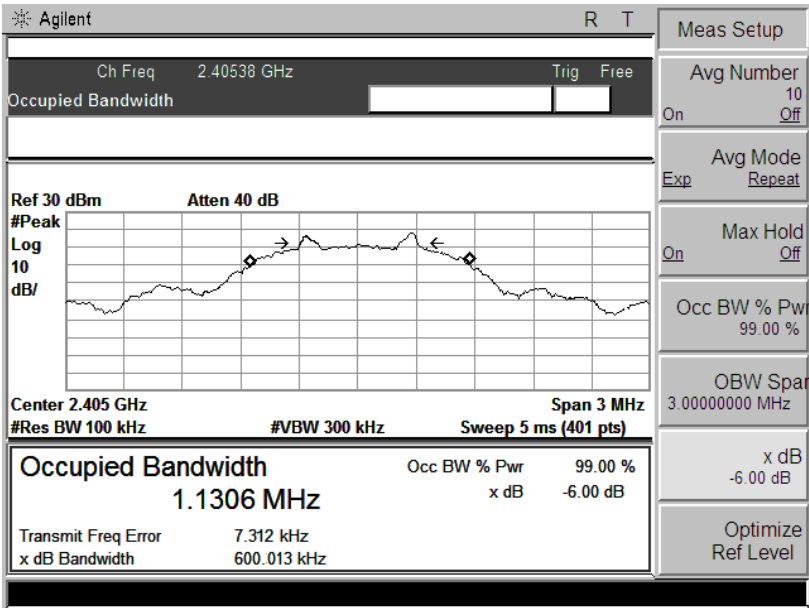 Agilent
R T
Ch Freq 2.40538 GHz
Trig Free
Occupied Bandwidth
Ref 30 dBm
Atten 40 dB
#Peak
Log
10
dB/
Center 2.405 GHz
Span 3 MHz
#Res BW 100 kHz
#VBW 300 kHz
Sweep 5 ms (401 pts)
Occupied Bandwidth
1.1306 MHz
Occ BW % Pwr 99.00 %
x dB -6.00 dB
Transmit Freq Error 7.312 kHz
x dB Bandwidth 600.013 kHz
Meas Setup
Avg Number
10
On Off
Avg Mode
Exp Repeat
Max Hold
On Off
Occ BW % Pwr
99.00 %
OBW Span
3.00000000 MHz
x dB
-6.00 dB
Optimize
Ref Level